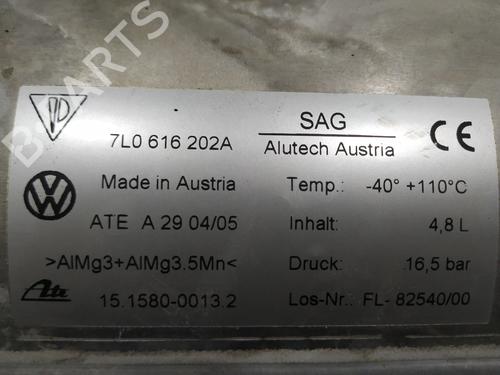 7L0 616 202A
SAG
Alutech Austria
CE
VW
Made in Austria
Temp.: -40° +110°C
ATE A 29 04/05
Inhalt: 4,8 L
>AlMg3+AlMg3.5Mn<
Druck: 16,5 bar
Ate
15.1580-0013.2
Los-Nr.: FL- 82540/00
B-Parts